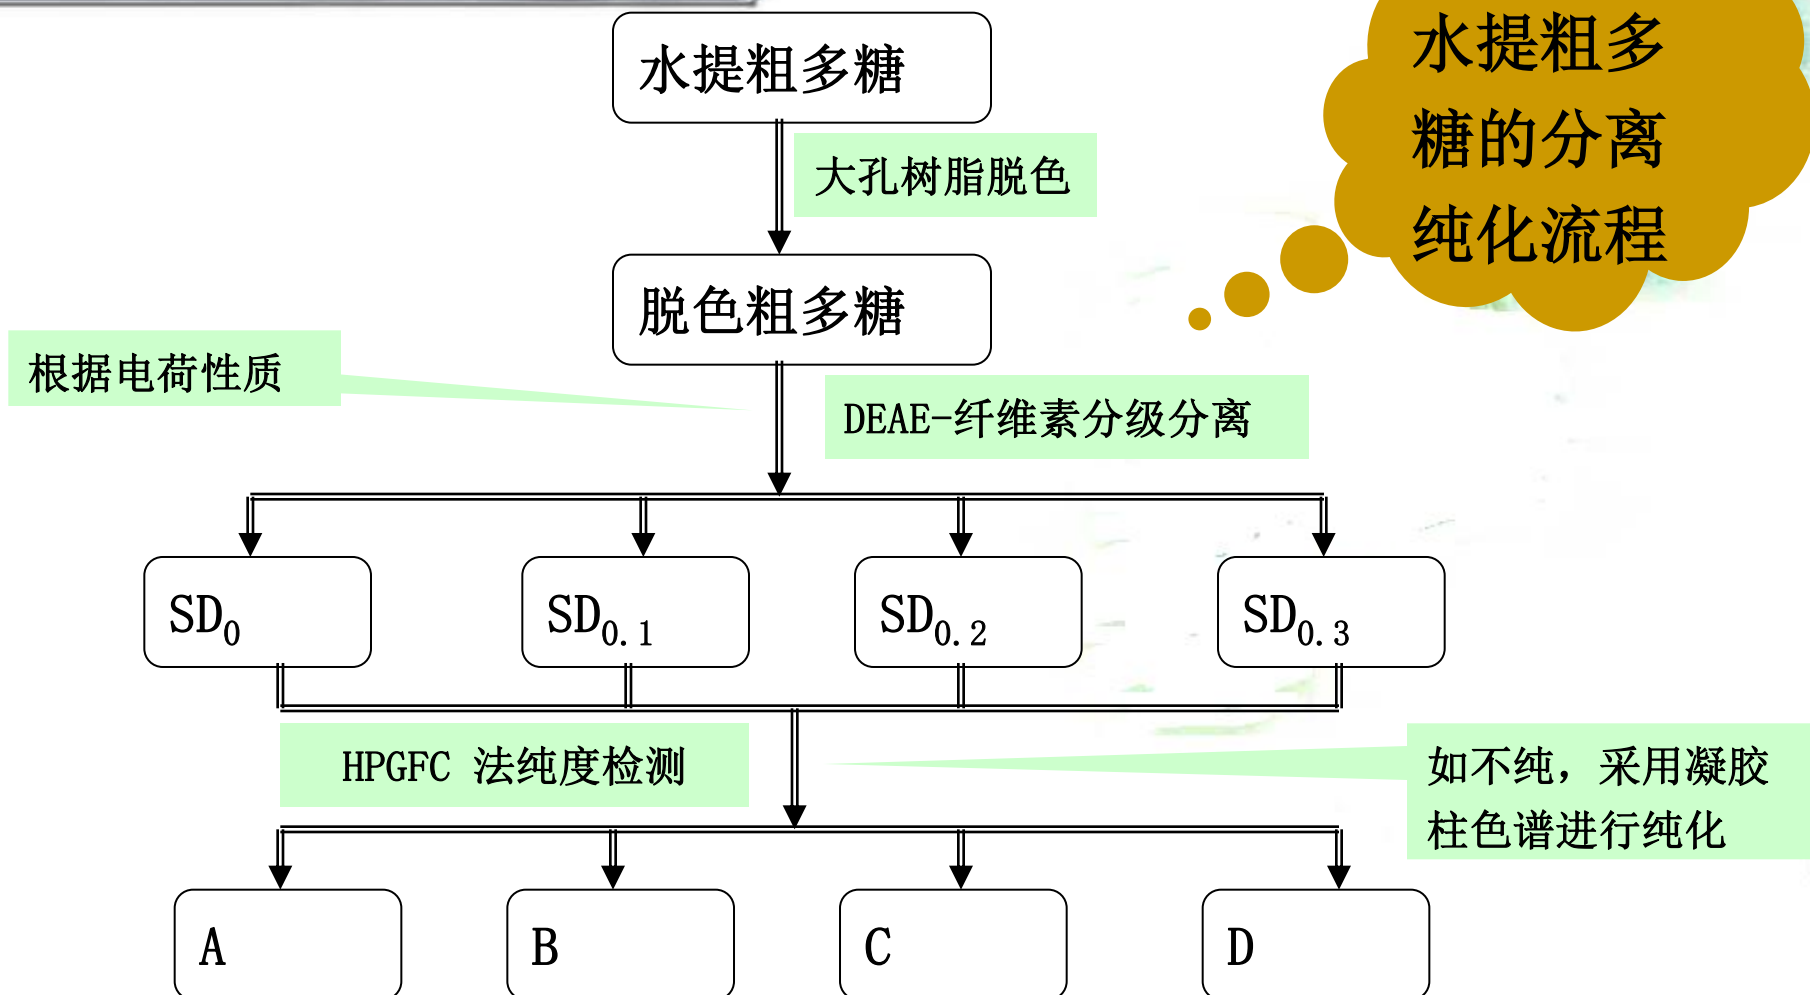 水提粗多糖
水提粗多
糖的分离
纯化流程
大孔树脂脱色
脱色粗多糖
根据电荷性质
DEAE-纤维素分级分离
SD₀
SD₀.₁
SD₀.₂
SD₀.₃
HPGFC 法纯度检测
如不纯，采用凝胶
柱色谱进行纯化
A
B
C
D